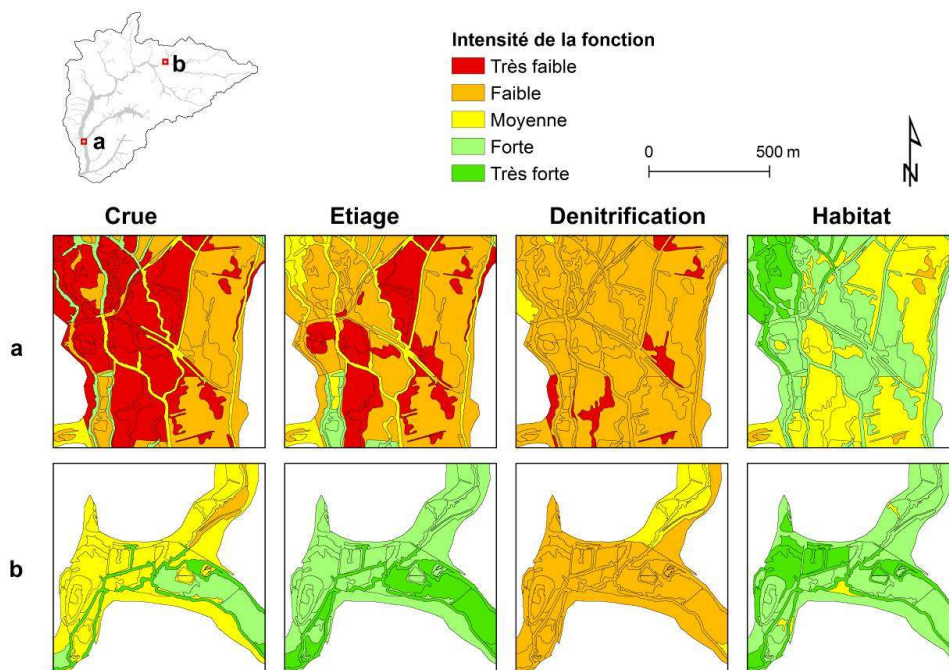 b
a
Intensité de la fonction
Très faible
Faible
Moyenne
Forte
Très forte
0 500 m
N
Crue Etiage Denitrification Habitat
a
b